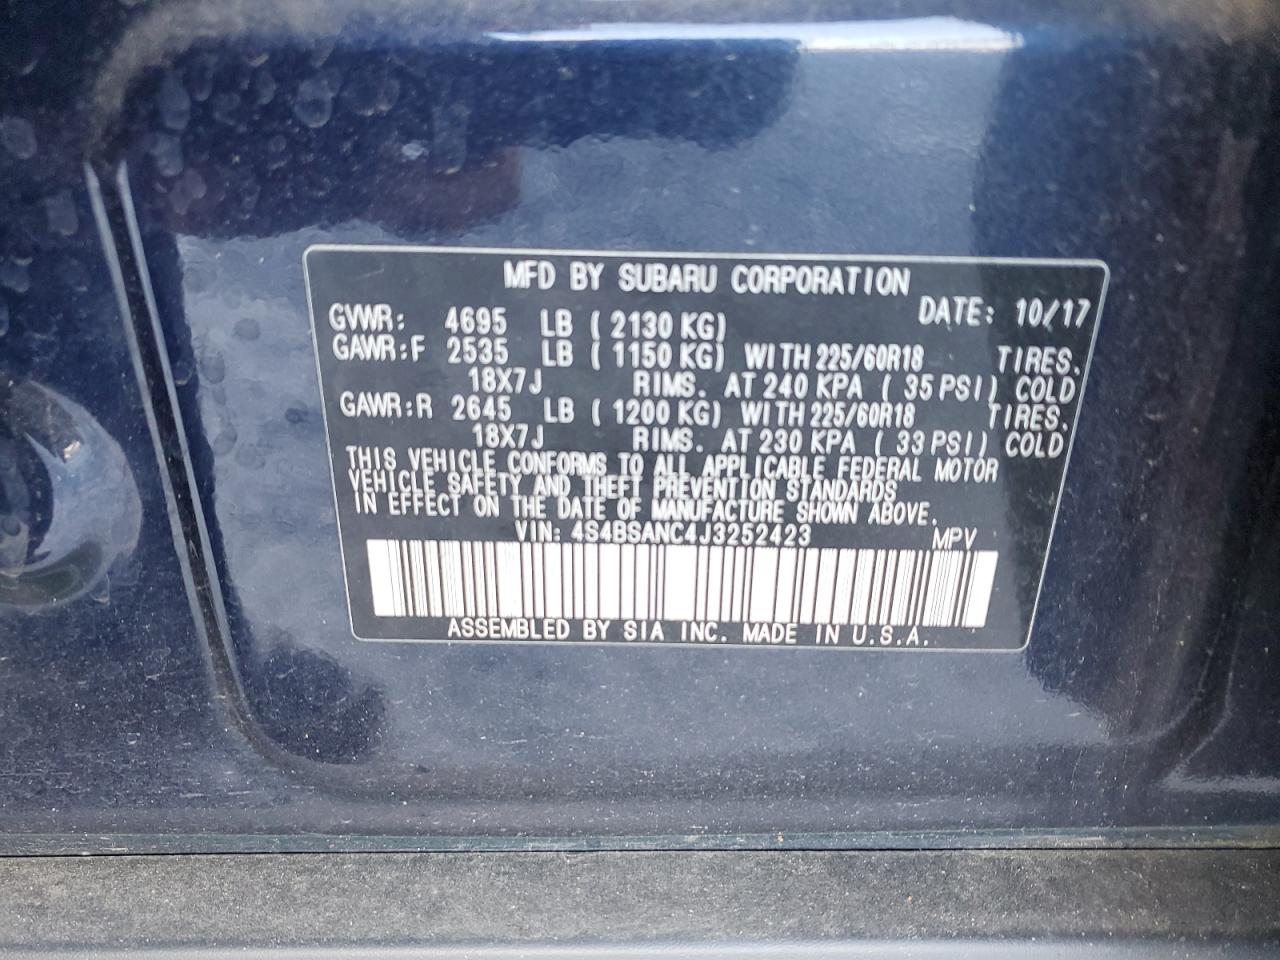 MFD BY SUBARU CORPORATION
DATE: 10/17
GVWR: 4695 LB ( 2130 KG)
GAWR:F 2535 LB ( 1150 KG) WITH 225/60R18 TIRES.
18X7J RIMS. AT 240 KPA ( 35 PSI) COLD
GAWR:R 2645 LB ( 1200 KG) WITH 225/60R18 TIRES.
18X7J RIMS. AT 230 KPA ( 33 PSI) COLD
THIS VEHICLE CONFORMS TO ALL APPLICABLE FEDERAL MOTOR
VEHICLE SAFETY AND THEFT PREVENTION STANDARDS
IN EFFECT ON THE DATE OF MANUFACTURE SHOWN ABOVE.
VIN: 4S4BSANC4J3252423 MPV
ASSEMBLED BY SIA INC. MADE IN U.S.A.